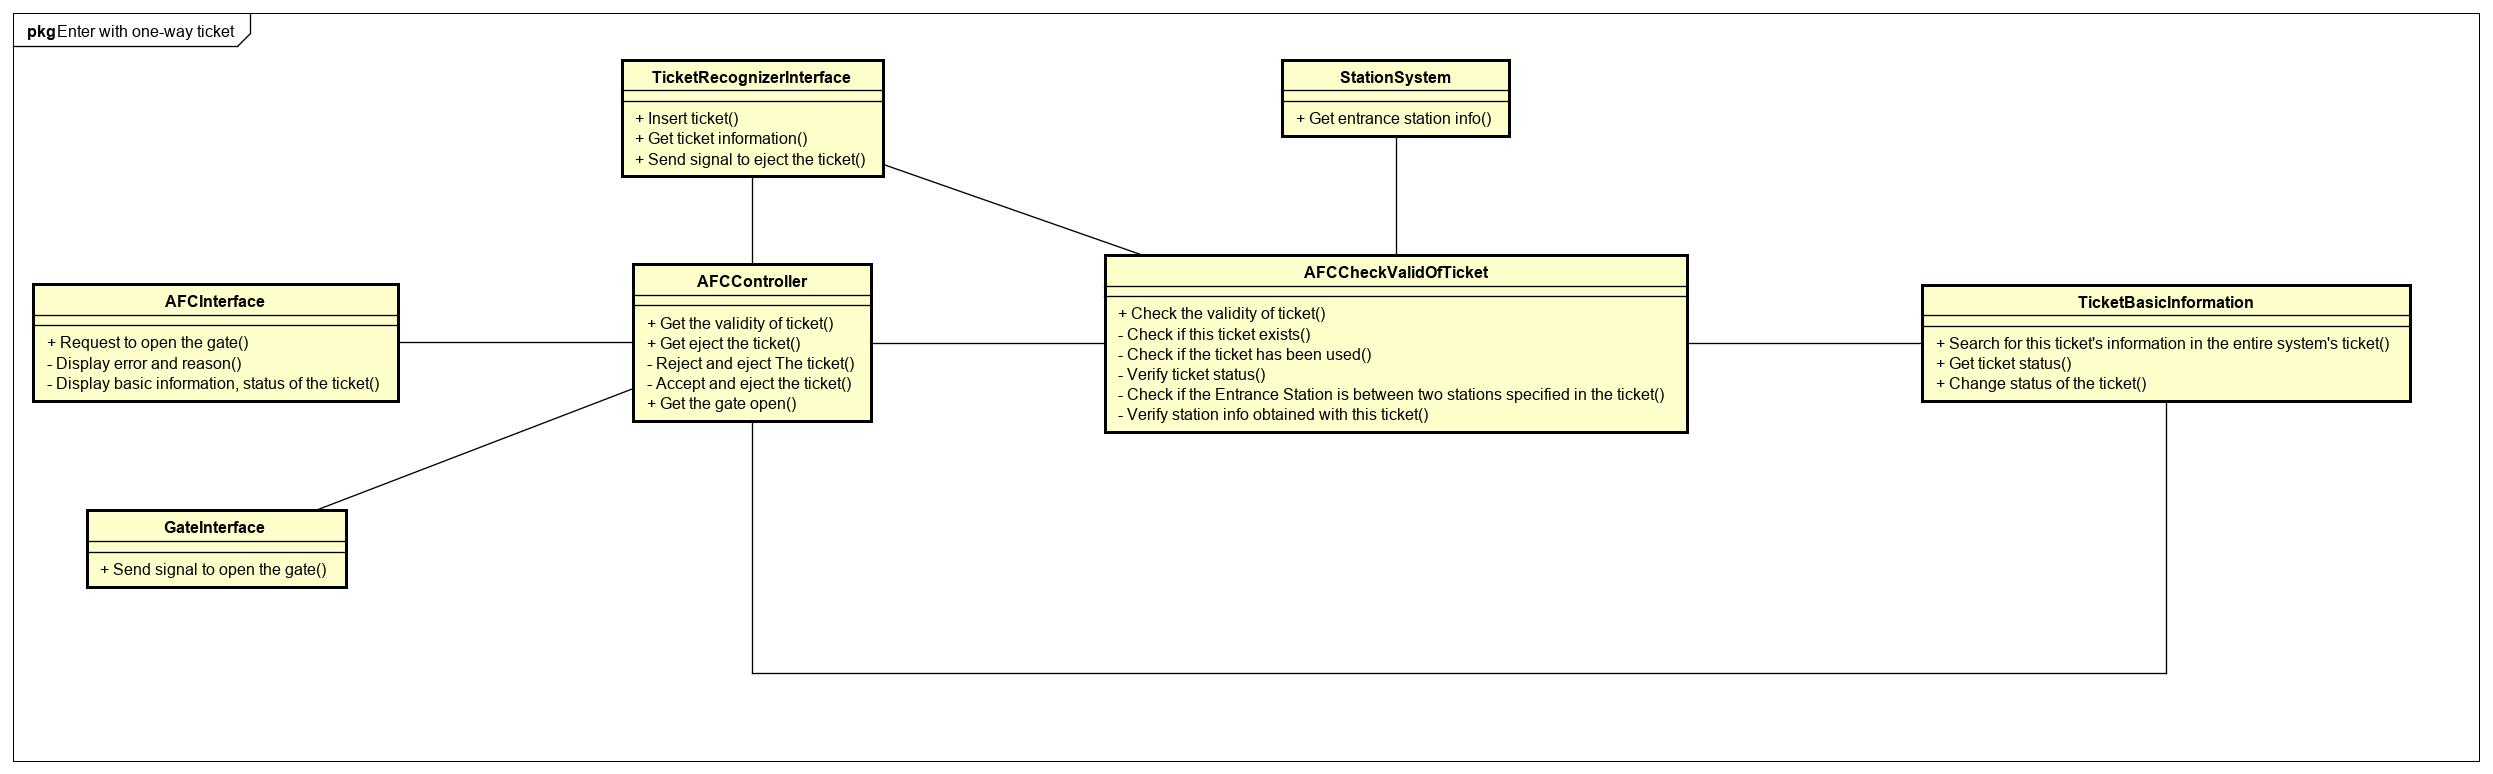 pkg Enter with one-way ticket
TicketRecognizerInterface
+ Insert ticket()
+ Get ticket information()
+ Send signal to eject the ticket()
StationSystem
+ Get entrance station info()
AFCInterface
+ Request to open the gate()
- Display error and reason()
- Display basic information, status of the ticket()
AFCController
+ Get the validity of ticket()
+ Get eject the ticket()
- Reject and eject The ticket()
- Accept and eject the ticket()
+ Get the gate open()
AFCCheckValidOfTicket
+ Check the validity of ticket()
- Check if this ticket exists()
- Check if the ticket has been used()
- Verify ticket status()
- Check if the Entrance Station is between two stations specified in the ticket()
- Verify station info obtained with this ticket()
TicketBasicInformation
+ Search for this ticket's information in the entire system's ticket()
+ Get ticket status()
+ Change status of the ticket()
GateInterface
+ Send signal to open the gate()